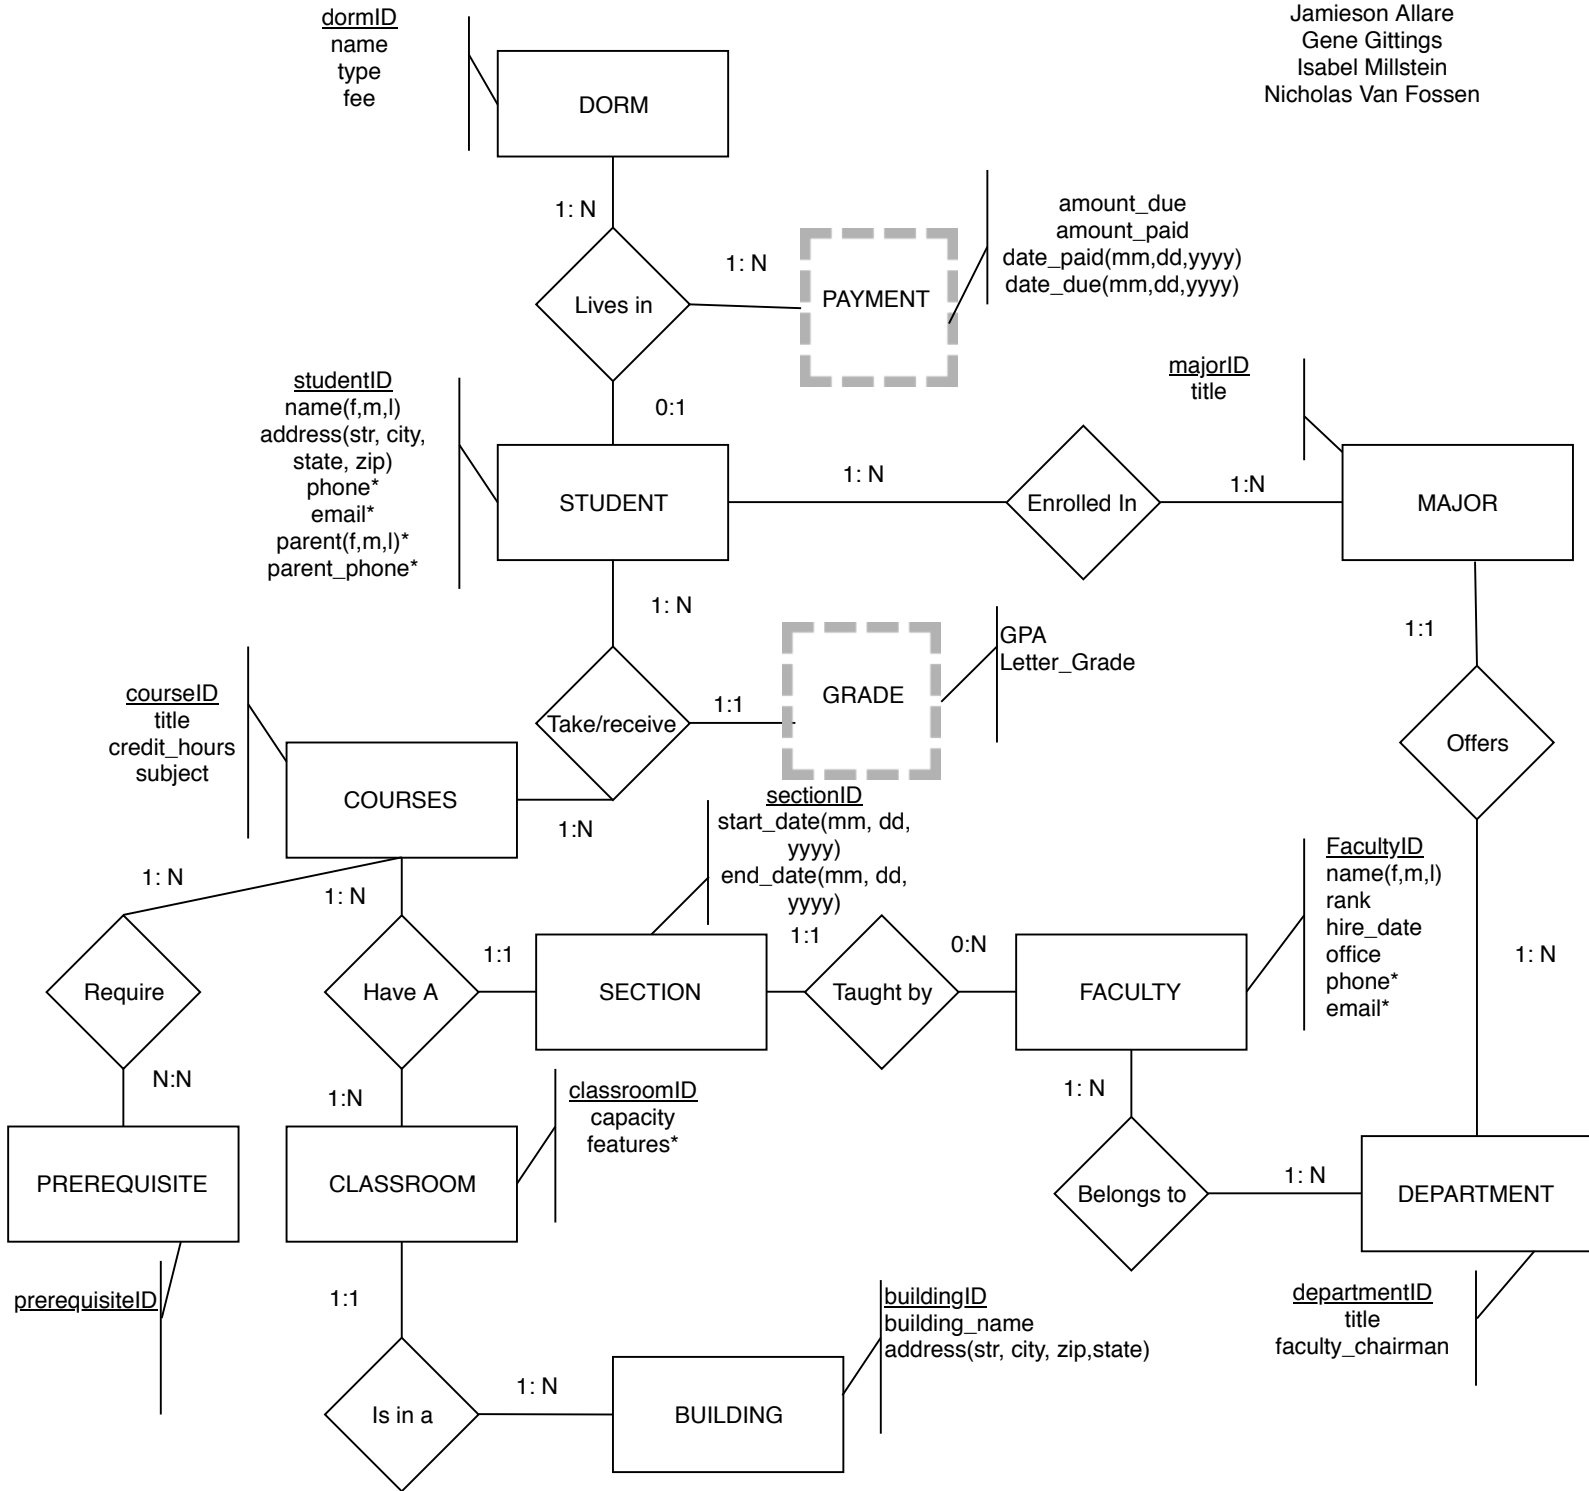 dormID
name
type
fee
Jamieson Allare
Gene Gittings
Isabel Millstein
Nicholas Van Fossen
DORM
1: N
amount_due
amount_paid
date_paid(mm,dd,yyyy)
date_due(mm,dd,yyyy)
1: N
PAYMENT
Lives in
studentID
name(f,m,l)
address(str, city,
state, zip)
phone*
email*
parent(f,m,l)*
parent_phone*
0:1
majorID
title
STUDENT
1: N
Enrolled In
1:N
MAJOR
1: N
GPA
Letter_Grade
1:1
courseID
title
credit_hours
subject
Take/receive
1:1
GRADE
Offers
COURSES
1:N
sectionID
start_date(mm, dd,
yyyy)
end_date(mm, dd,
yyyy)
FacultyID
name(f,m,l)
rank
hire_date
office
phone*
email*
1: N
1: N
1:1
1:1
0:N
1: N
Require
Have A
SECTION
Taught by
FACULTY
N:N
1:N
classroomID
capacity
features*
1: N
PREREQUISITE
CLASSROOM
Belongs to
1: N
DEPARTMENT
prerequisiteID
1:1
buildingID
building_name
address(str, city, zip,state)
departmentID
title
faculty_chairman
Is in a
1: N
BUILDING